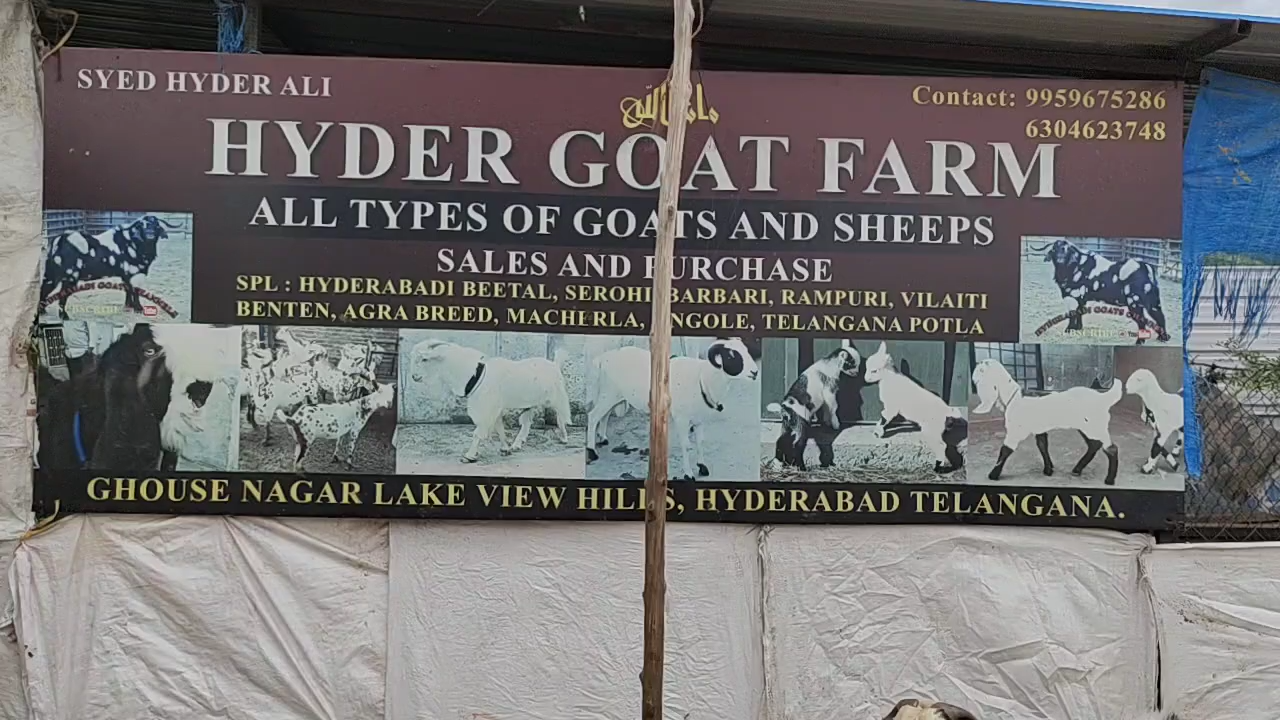 SYED HYDER ALI
Contact: 9959675286
6304623748
HYDER GOAT FARM
ALL TYPES OF GOATS AND SHEEPS
SALES AND PURCHASE
SPL : HYDERABADI BEETAL, SEROHI BARBARI, RAMPURI, VILAITI
BENTEN, AGRA BREED, MACHERLA, NGOLE, TELANGANA POTLA
SUBSCRIBE
GHOUSE NAGAR LAKE VIEW HILLS, HYDERABAD TELANGANA.